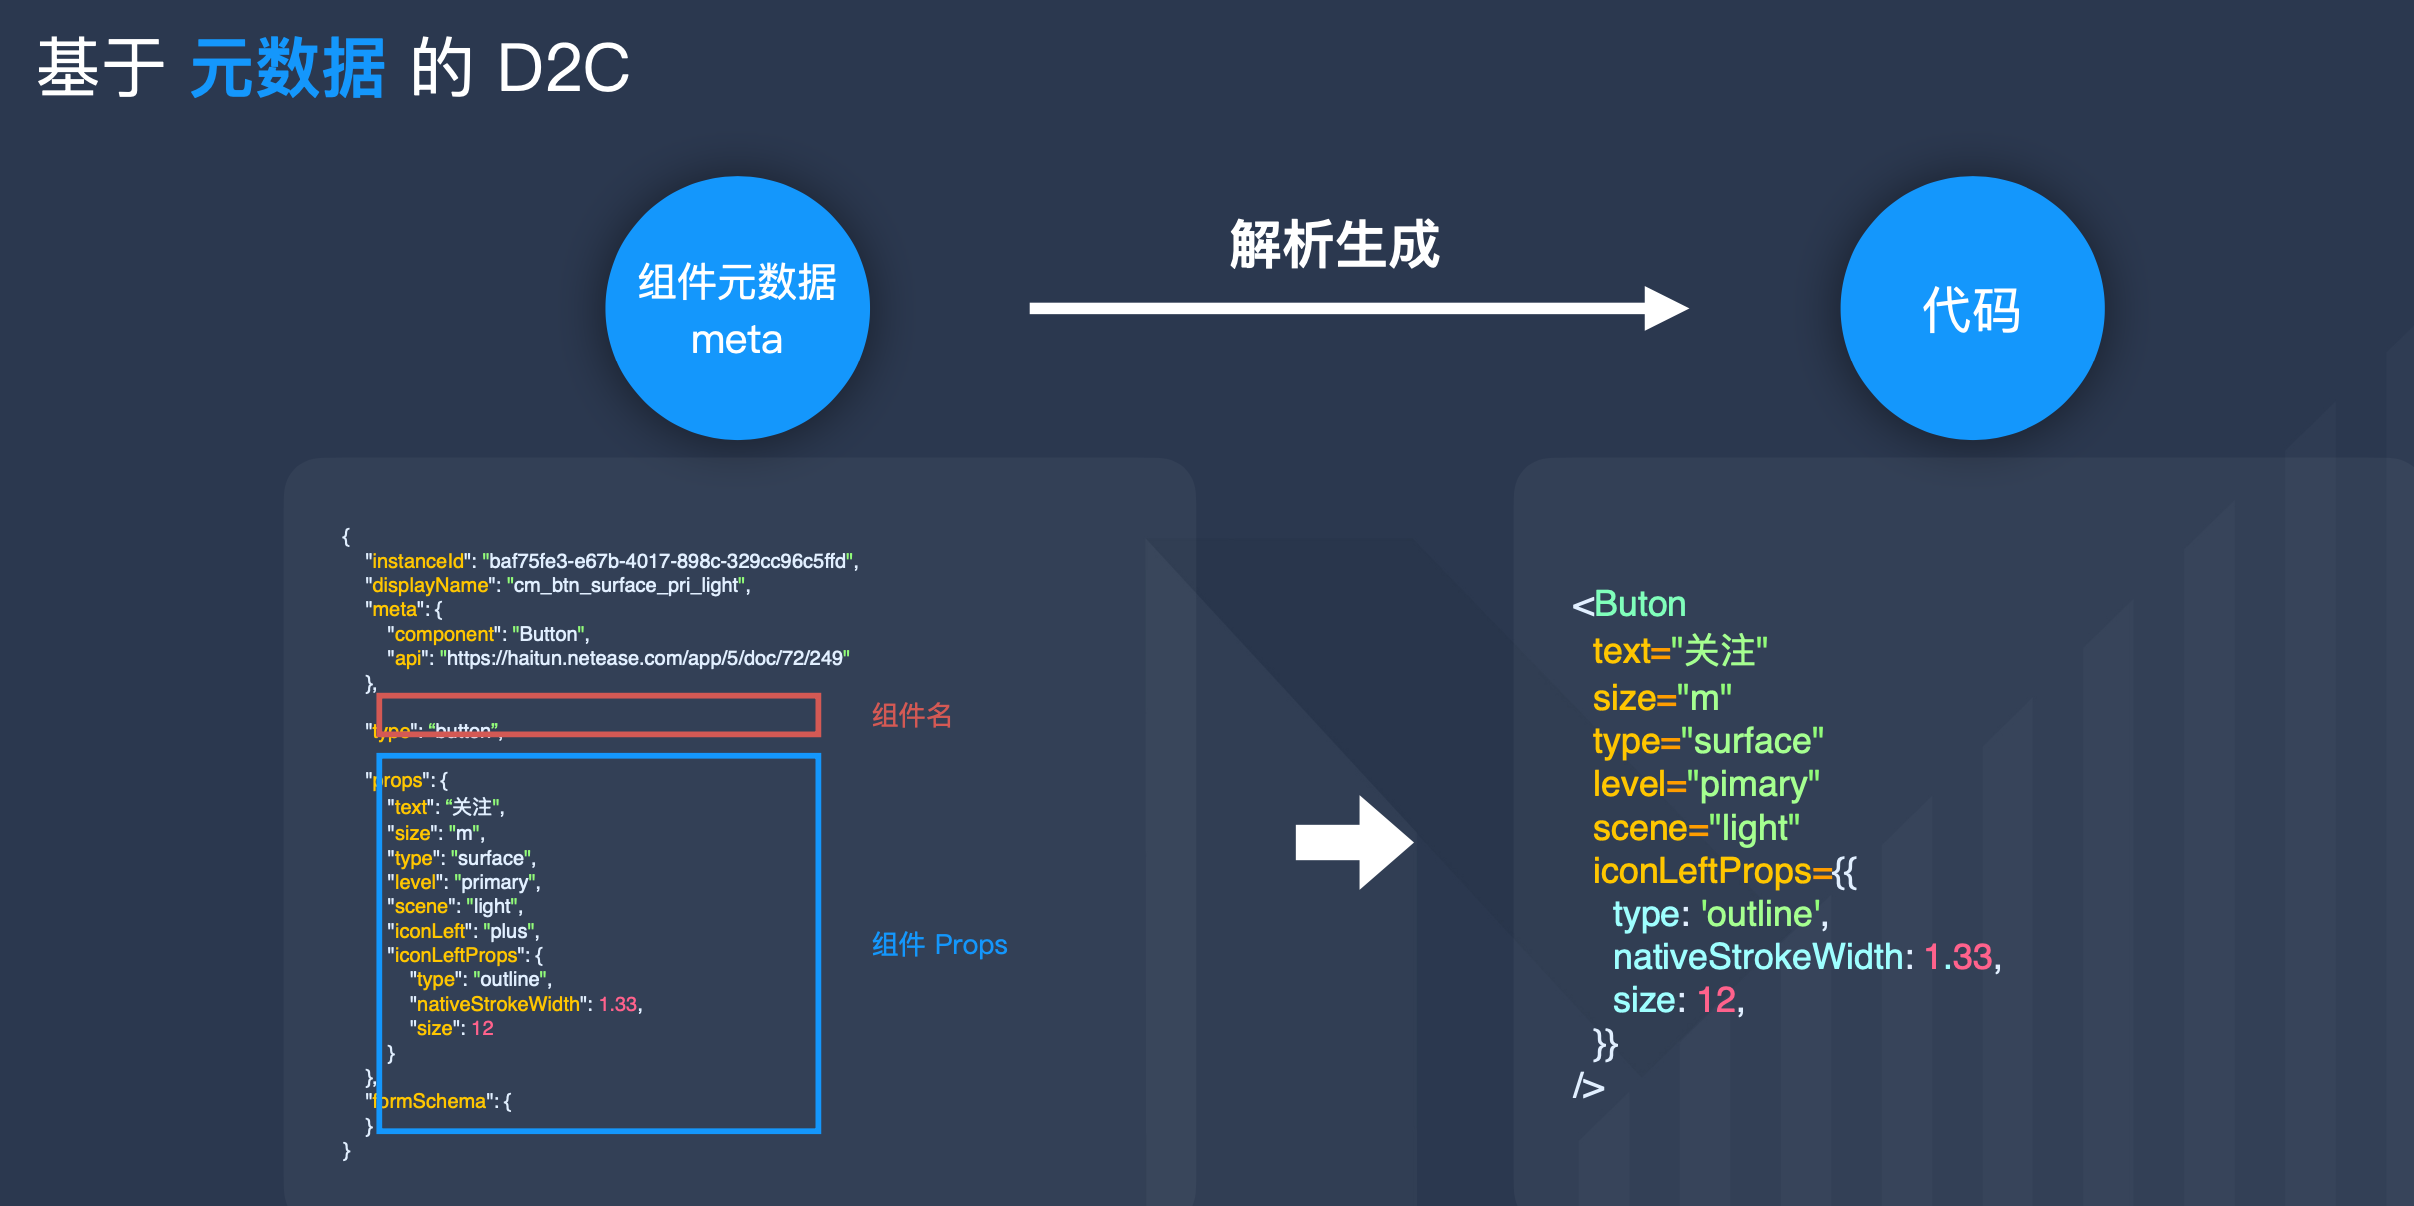 基于 元数据 的 D2C
组件元数据
meta
解析生成
代码
{
"instanceId": "baf75fe3-e67b-4017-898c-329cc96c5ffd",
"displayName": "cm_btn_surface_pri_light",
"meta": {
"component": "Button",
"api": "https://haitun.netease.com/app/5/doc/72/249"
},
"type": “button”,
"props": {
"text": “关注",
"size": "m",
"type": "surface",
"level": "primary",
"scene": "light",
"iconLeft": "plus",
"iconLeftProps": {
"type": "outline",
"nativeStrokeWidth": 1.33,
"size": 12
}
},
"formSchema": {
}
}
组件名
组件 Props
<Buton
text="关注"
size="m"
type="surface"
level="pimary"
scene="light"
iconLeftProps={{
type: 'outline',
nativeStrokeWidth: 1.33,
size: 12,
}}
/>